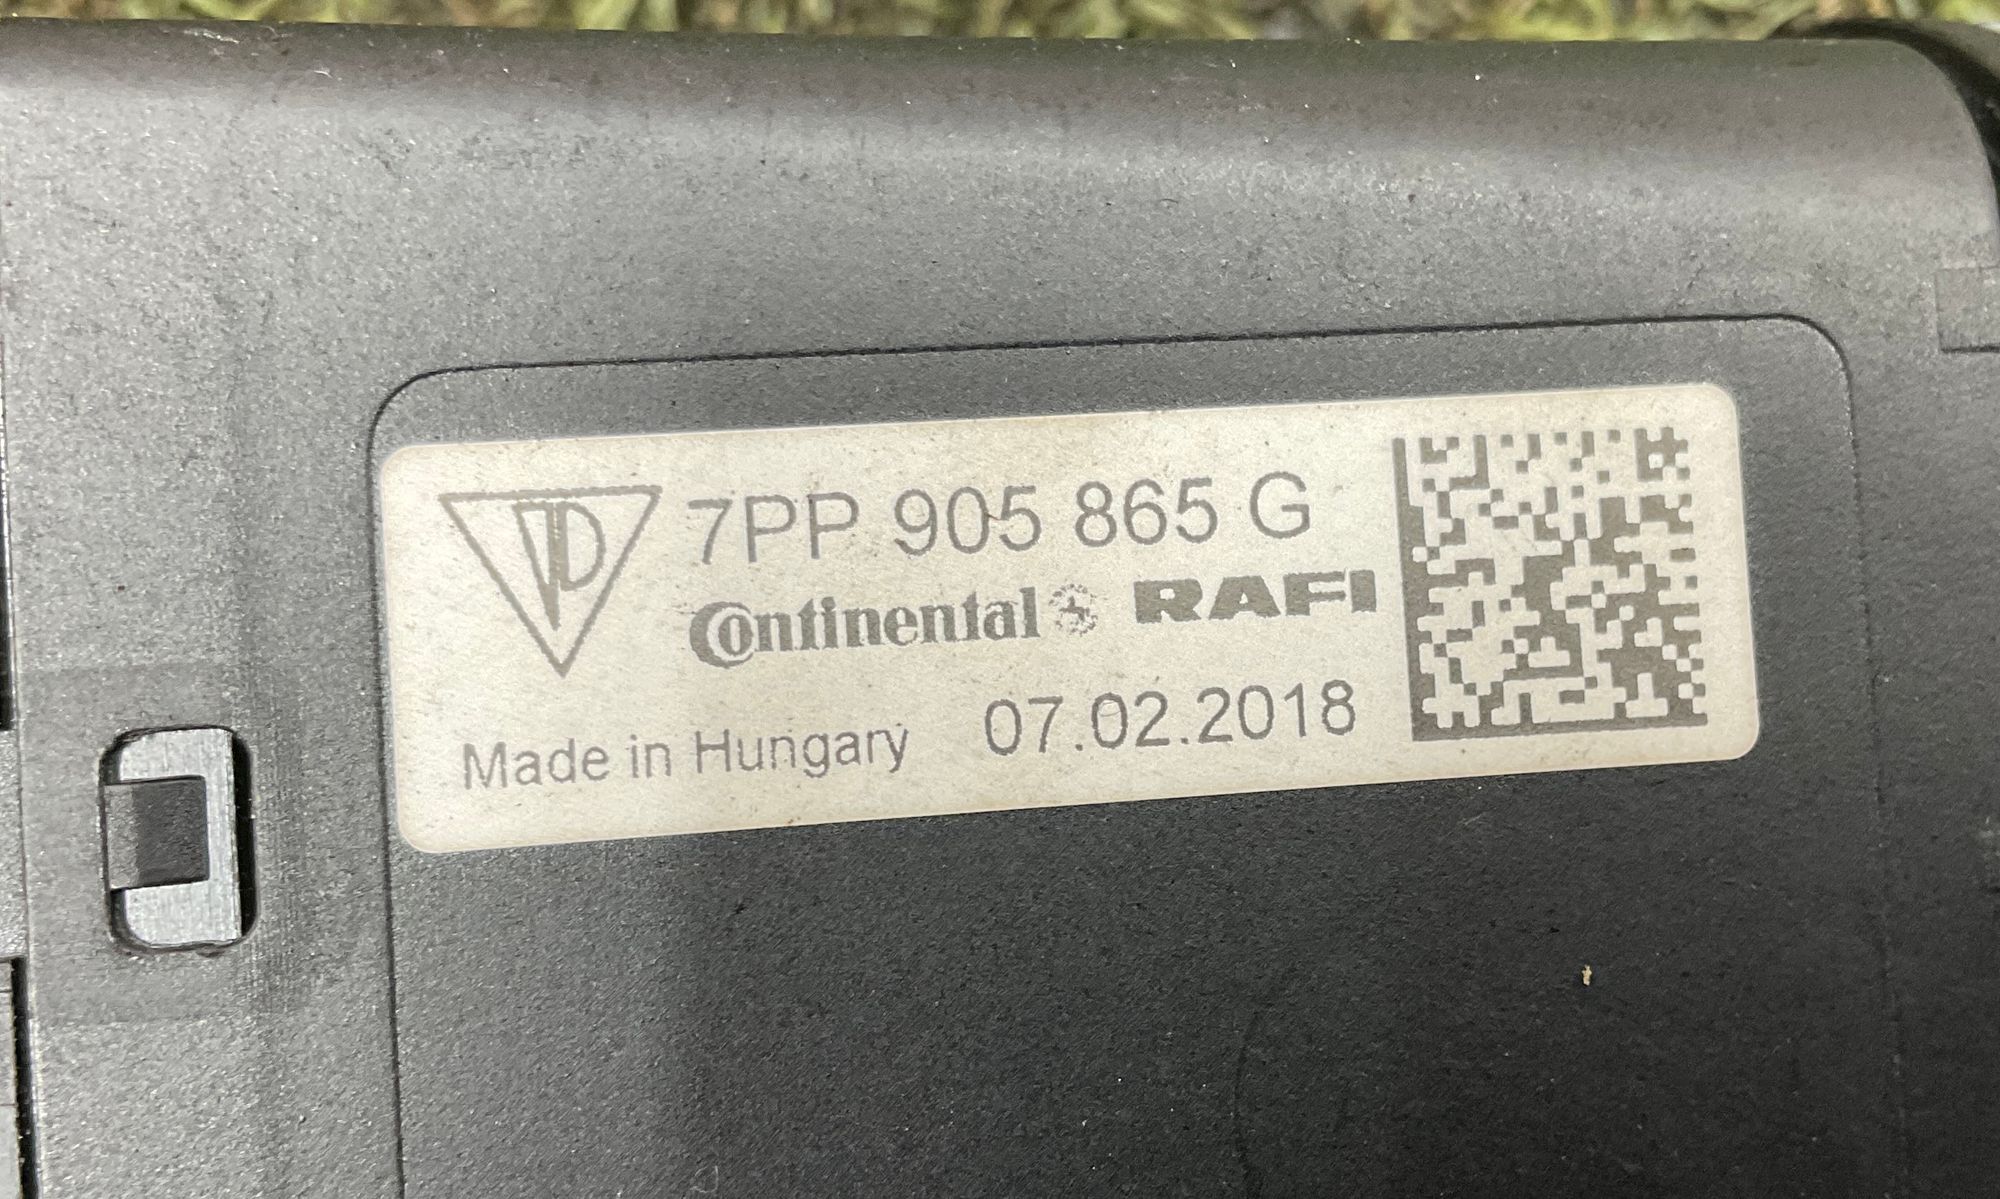 7PP 905 865 G
Continental RAFI
Made in Hungary 07.02.2018